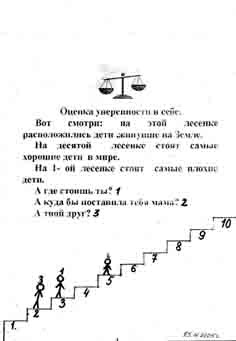 Оценка уверенности в себе.
Вот смотри: на этой лесенке
расположились дети живущие на Земле.
На десятой лесенке стоят самые
хорошие дети в мире.
На 1-ой лесенке стоят самые плохие
дети.
А где стоишь ты? 1
А куда бы поставила тебя мама? 2
А твой друг? 3
10
9
8
7
6
3 1 2 5
4
3
2
1.